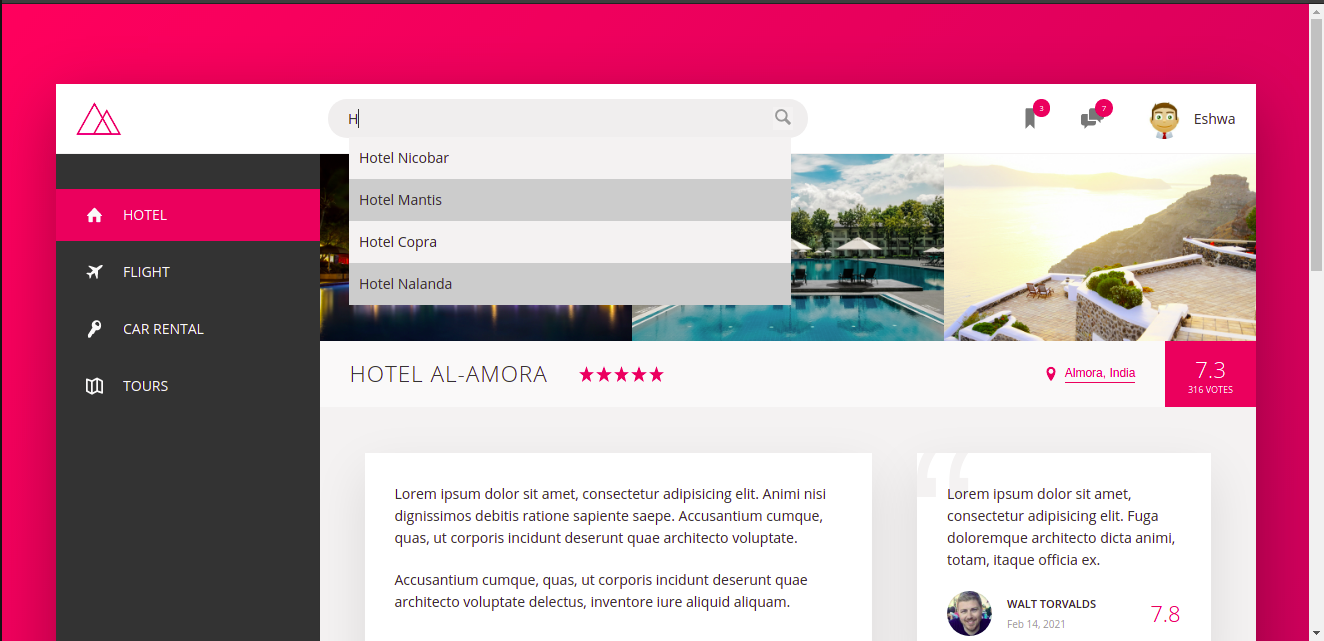 H
3
7
Eshwa
Hotel Nicobar
Hotel Mantis
Hotel Copra
Hotel Nalanda
HOTEL
FLIGHT
CAR RENTAL
TOURS
HOTEL AL-AMORA
Almora, India
7.3
316 VOTES
Lorem ipsum dolor sit amet, consectetur adipisicing elit. Animi nisi
dignissimos debitis ratione sapiente saepe. Accusantium cumque,
quas, ut corporis incidunt deserunt quae architecto voluptate.
Accusantium cumque, quas, ut corporis incidunt deserunt quae
architecto voluptate delectus, inventore iure aliquid aliquam.
“
Lorem ipsum dolor sit amet,
consectetur adipisicing elit. Fuga
doloremque architecto dicta animi,
totam, itaque officia ex.
WALT TORVALDS
Feb 14, 2021
7.8